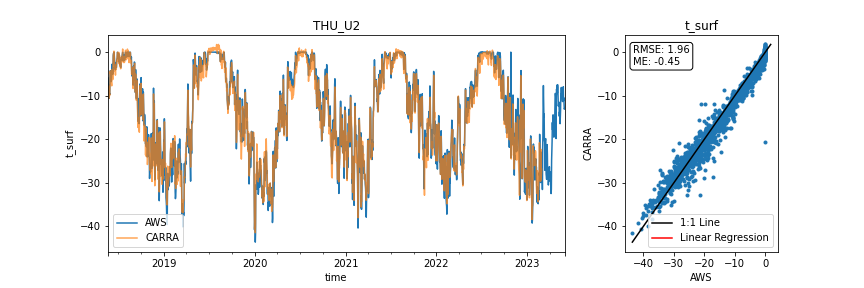 THU_U2
t_surf
0
−10
−20
−30
−40
AWS
CARRA
2019
2020
2021
2022
2023
time
t_surf
t_surf
RMSE: 1.96
ME: -0.45
CARRA
0
−10
−20
−30
−40
1:1 Line
Linear Regression
−40
−30
−20
−10
0
AWS